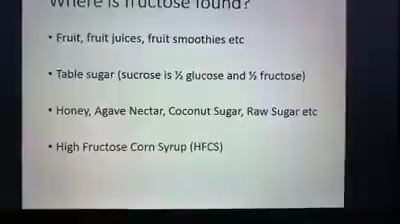 Where is fructose found?
• Fruit, fruit juices, fruit smoothies etc
• Table sugar (sucrose is ½ glucose and ½ fructose)
• Honey, Agave Nectar, Coconut Sugar, Raw Sugar etc
• High Fructose Corn Syrup (HFCS)